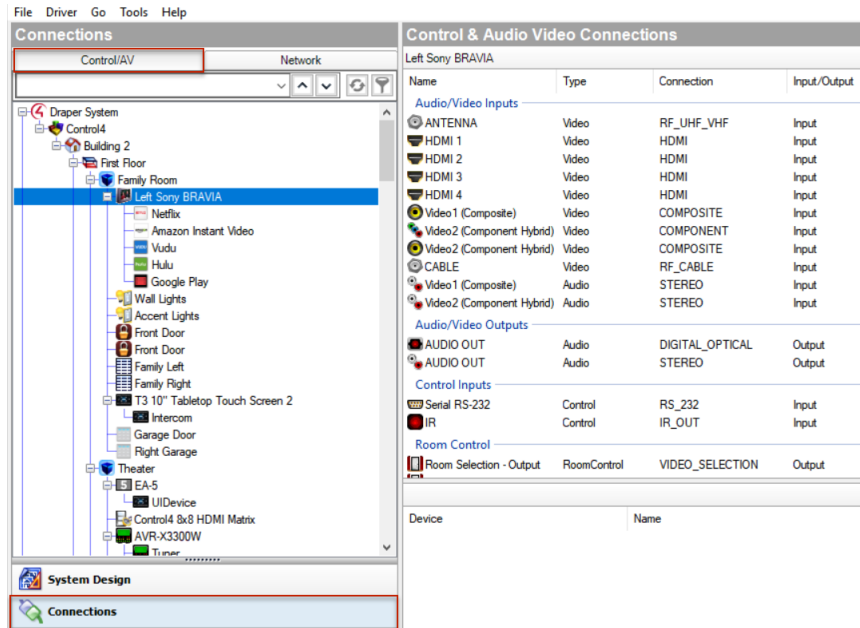 File Driver Go Tools Help
Connections
Control/AV Network
Draper System
Control4
Building 2
First Floor
Family Room
Left Sony BRAVIA
Netflix
Amazon Instant Video
Vudu
Hulu
Google Play
Wall Lights
Accent Lights
Front Door
Front Door
Family Left
Family Right
T3 10" Tabletop Touch Screen 2
Intercom
Garage Door
Right Garage
Theater
EA-5
UIDevice
Control4 8x8 HDMI Matrix
AVR-X3300W
Tuner
System Design
Connections
Control & Audio Video Connections
Left Sony BRAVIA
Name Type Connection Input/Output
Audio/Video Inputs
ANTENNA Video RF_UHF_VHF Input
HDMI 1 Video HDMI Input
HDMI 2 Video HDMI Input
HDMI 3 Video HDMI Input
HDMI 4 Video HDMI Input
Video1 (Composite) Video COMPOSITE Input
Video2 (Component Hybrid) Video COMPONENT Input
Video2 (Component Hybrid) Video COMPOSITE Input
CABLE Video RF_CABLE Input
Video1 (Composite) Audio STEREO Input
Video2 (Component Hybrid) Audio STEREO Input
Audio/Video Outputs
AUDIO OUT Audio DIGITAL_OPTICAL Output
AUDIO OUT Audio STEREO Output
Control Inputs
Serial RS-232 Control RS_232 Input
IR Control IR_OUT Input
Room Control
Room Selection - Output RoomControl VIDEO_SELECTION Output
Device Name